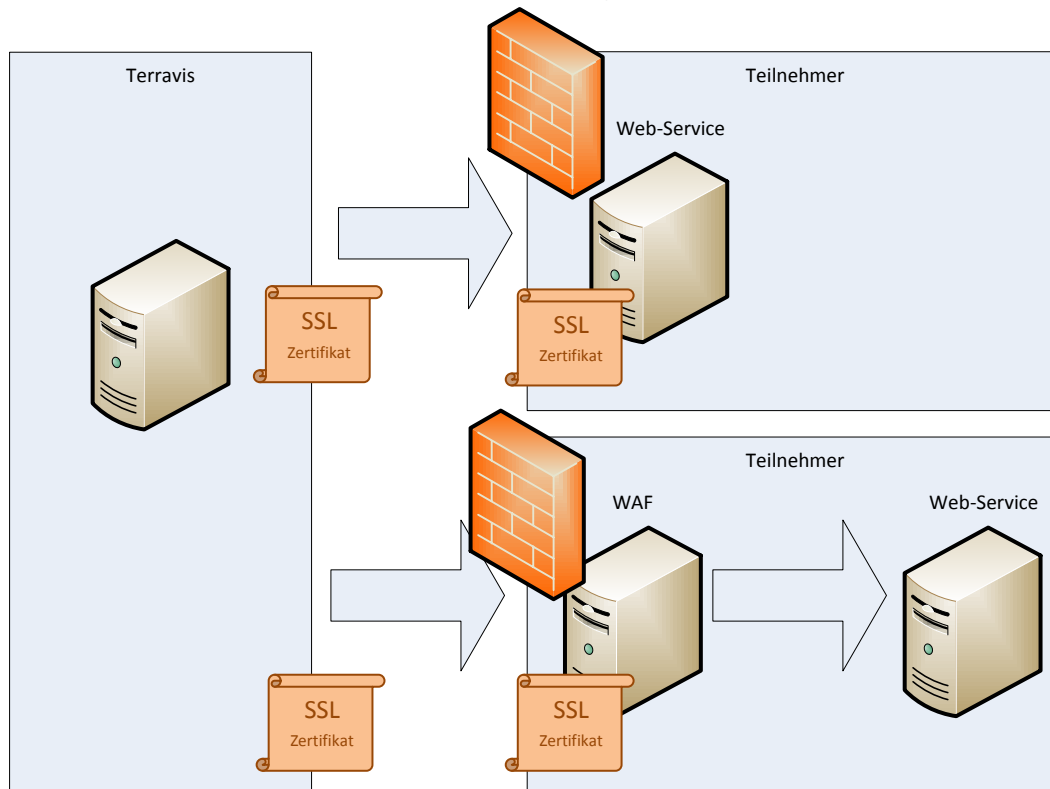 Terravis
Teilnehmer
Web-Service
SSL
Zertifikat
SSL
Zertifikat
Teilnehmer
WAF
Web-Service
SSL
Zertifikat
SSL
Zertifikat